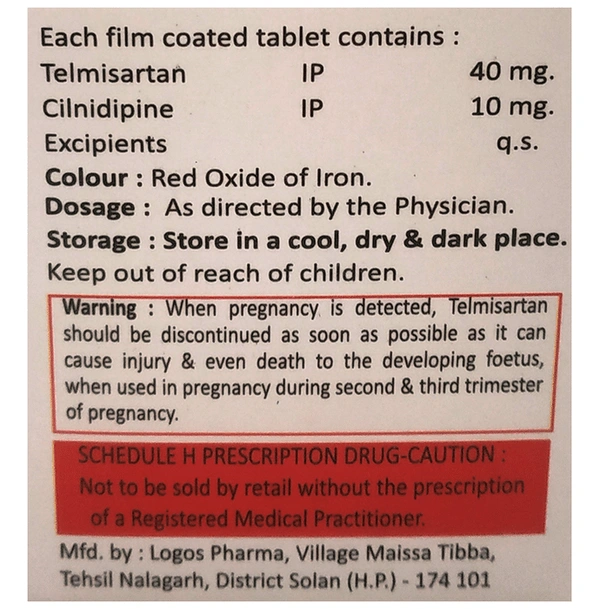 Each film coated tablet contains :
Telmisartan IP 40 mg.
Cilnidipine IP 10 mg.
Excipients q.s.
Colour : Red Oxide of Iron.
Dosage : As directed by the Physician.
Storage : Store in a cool, dry & dark place.
Keep out of reach of children.
Warning : When pregnancy is detected, Telmisartan
should be discontinued as soon as possible as it can
cause injury & even death to the developing foetus,
when used in pregnancy during second & third trimester
of pregnancy.
SCHEDULE H PRESCRIPTION DRUG-CAUTION :
Not to be sold by retail without the prescription
of a Registered Medical Practitioner.
Mfd. by : Logos Pharma, Village Maissa Tibba,
Tehsil Nalagarh, District Solan (H.P.) - 174 101